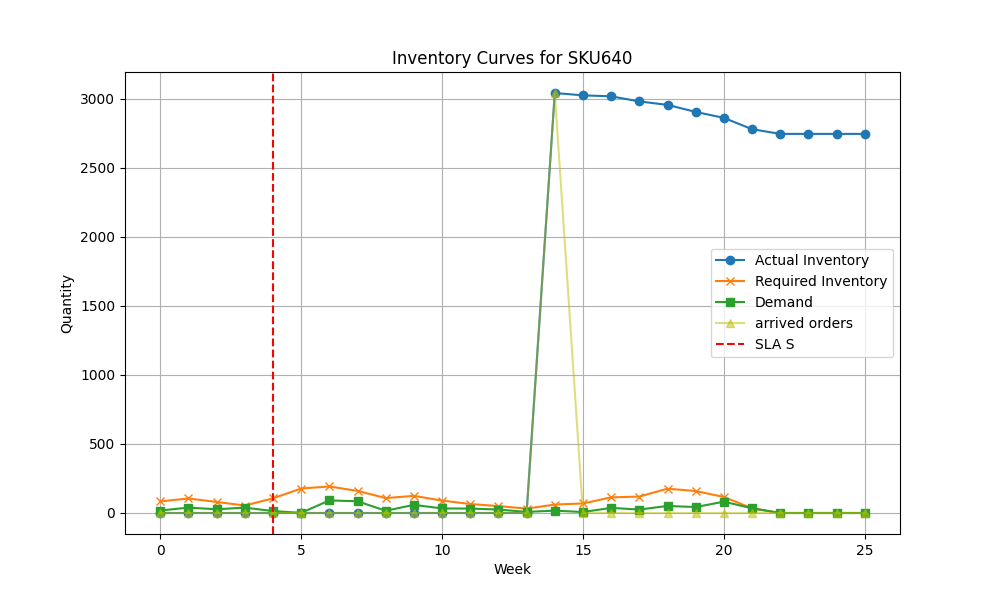 Inventory Curves for SKU640
Quantity
3000
2500
2000
1500
1000
500
0
Actual Inventory
Required Inventory
Demand
arrived orders
SLA S
0 5 10 15 20 25
Week